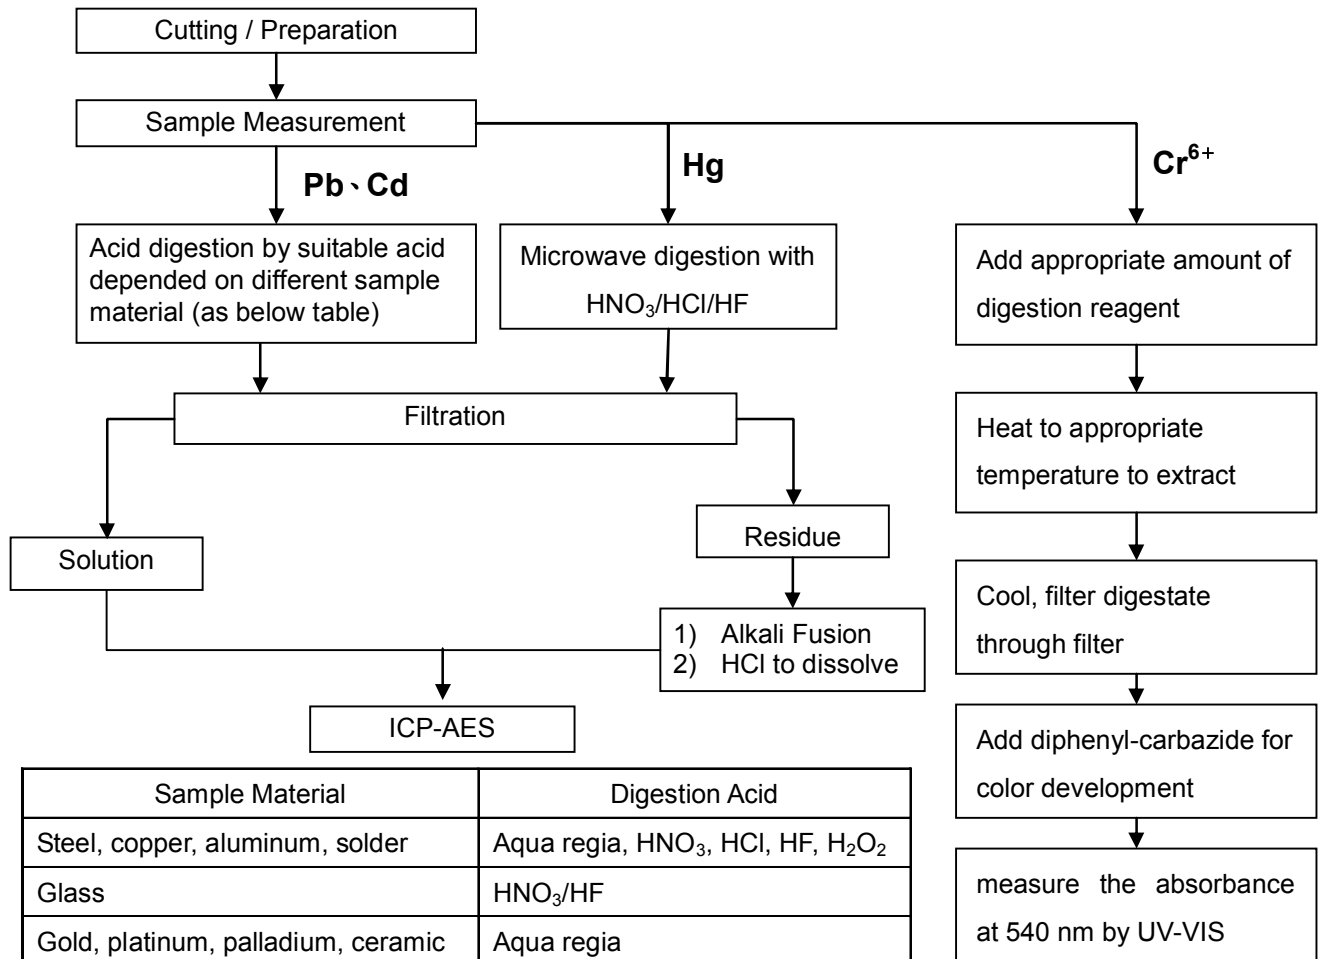 Cutting / Preparation
Sample Measurement
Pb、Cd
Hg
Cr⁶⁺
Acid digestion by suitable acid
depended on different sample
material (as below table)
Microwave digestion with
HNO₃/HCl/HF
Add appropriate amount of
digestion reagent
Filtration
Heat to appropriate
temperature to extract
Solution
Residue
Cool, filter digestate
through filter
1) Alkali Fusion
2) HCl to dissolve
ICP-AES
Add diphenyl-carbazide for
color development
Sample Material Digestion Acid
Steel, copper, aluminum, solder Aqua regia, HNO₃, HCl, HF, H₂O₂
Glass HNO₃/HF
Gold, platinum, palladium, ceramic Aqua regia
measure the absorbance
at 540 nm by UV-VIS